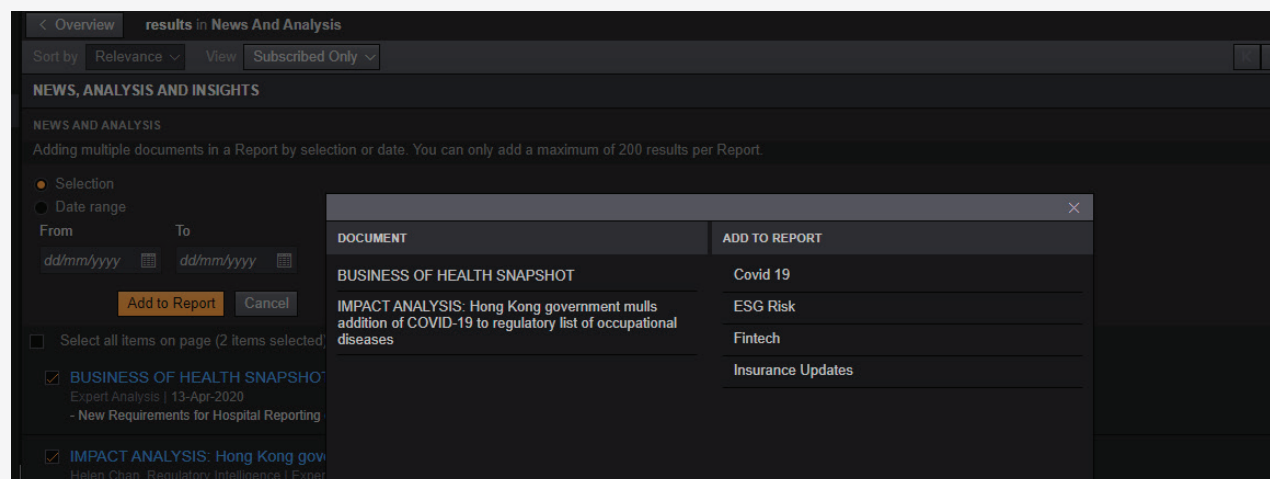 < Overview results in News And Analysis
Sort by Relevance View Subscribed Only
NEWS, ANALYSIS AND INSIGHTS
NEWS AND ANALYSIS
Adding multiple documents in a Report by selection or date. You can only add a maximum of 200 results per Report.
Selection
Date range
From To
dd/mm/yyyy dd/mm/yyyy
Add to Report Cancel
Select all items on page (2 items selected)
BUSINESS OF HEALTH SNAPSHOT
Expert Analysis | 13-Apr-2020
- New Requirements for Hospital Reporting
IMPACT ANALYSIS: Hong Kong gov
Helen Chan, Regulatory Intelligence | Exper
DOCUMENT
BUSINESS OF HEALTH SNAPSHOT
IMPACT ANALYSIS: Hong Kong government mulls
addition of COVID-19 to regulatory list of occupational
diseases
ADD TO REPORT
Covid 19
ESG Risk
Fintech
Insurance Updates